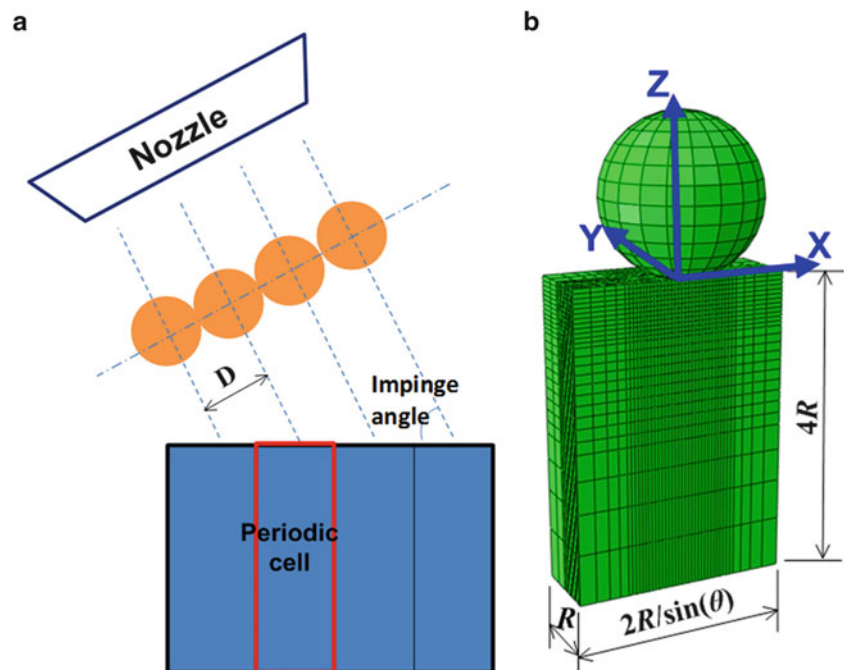 a
Nozzle
D
Impinge
angle
Periodic
cell
b
Z
Y
X
4R
R
2R/sin(θ)